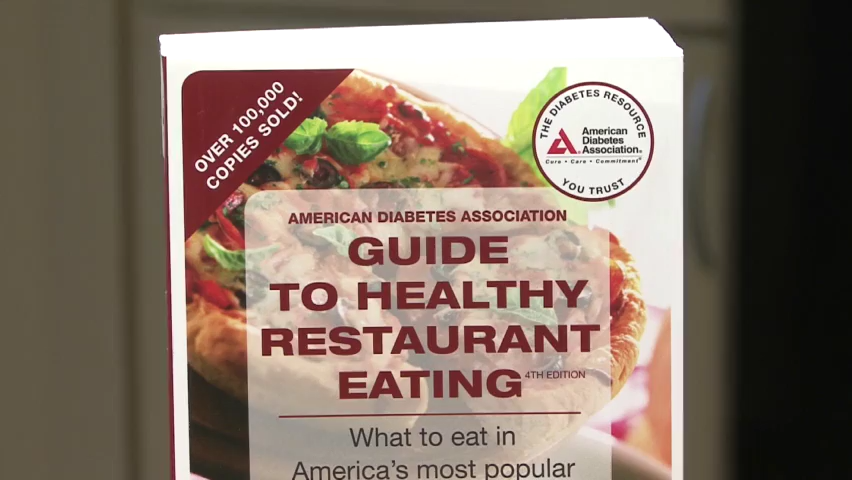 OVER 100,000
COPIES SOLD!
THE DIABETES RESOURCE
American
Diabetes
Association®
Cure • Care • Commitment®
YOU TRUST
AMERICAN DIABETES ASSOCIATION
GUIDE
TO HEALTHY
RESTAURANT
EATING 4TH EDITION
What to eat in
America's most popular